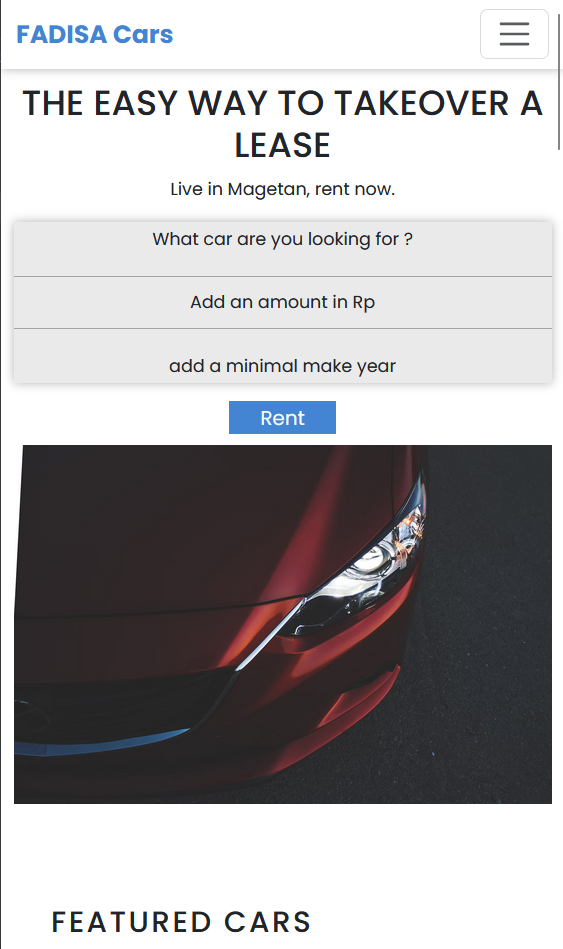 FADISA Cars
THE EASY WAY TO TAKEOVER A
LEASE
Live in Magetan, rent now.
What car are you looking for ?
Add an amount in Rp
add a minimal make year
Rent
FEATURED CARS